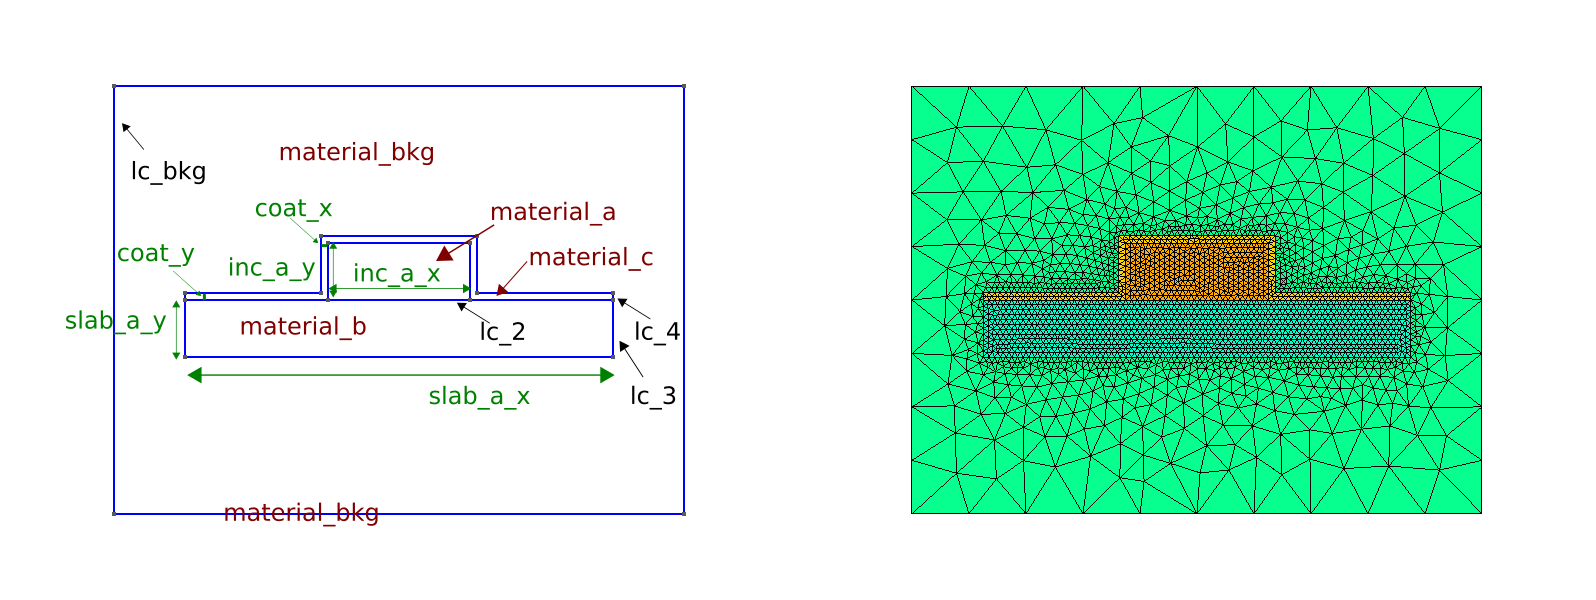 material_bkg
lc_bkg
coat_x
material_a
coat_y
inc_a_y
inc_a_x
material_c
slab_a_y
material_b
lc_2
lc_4
slab_a_x
lc_3
material_bkg